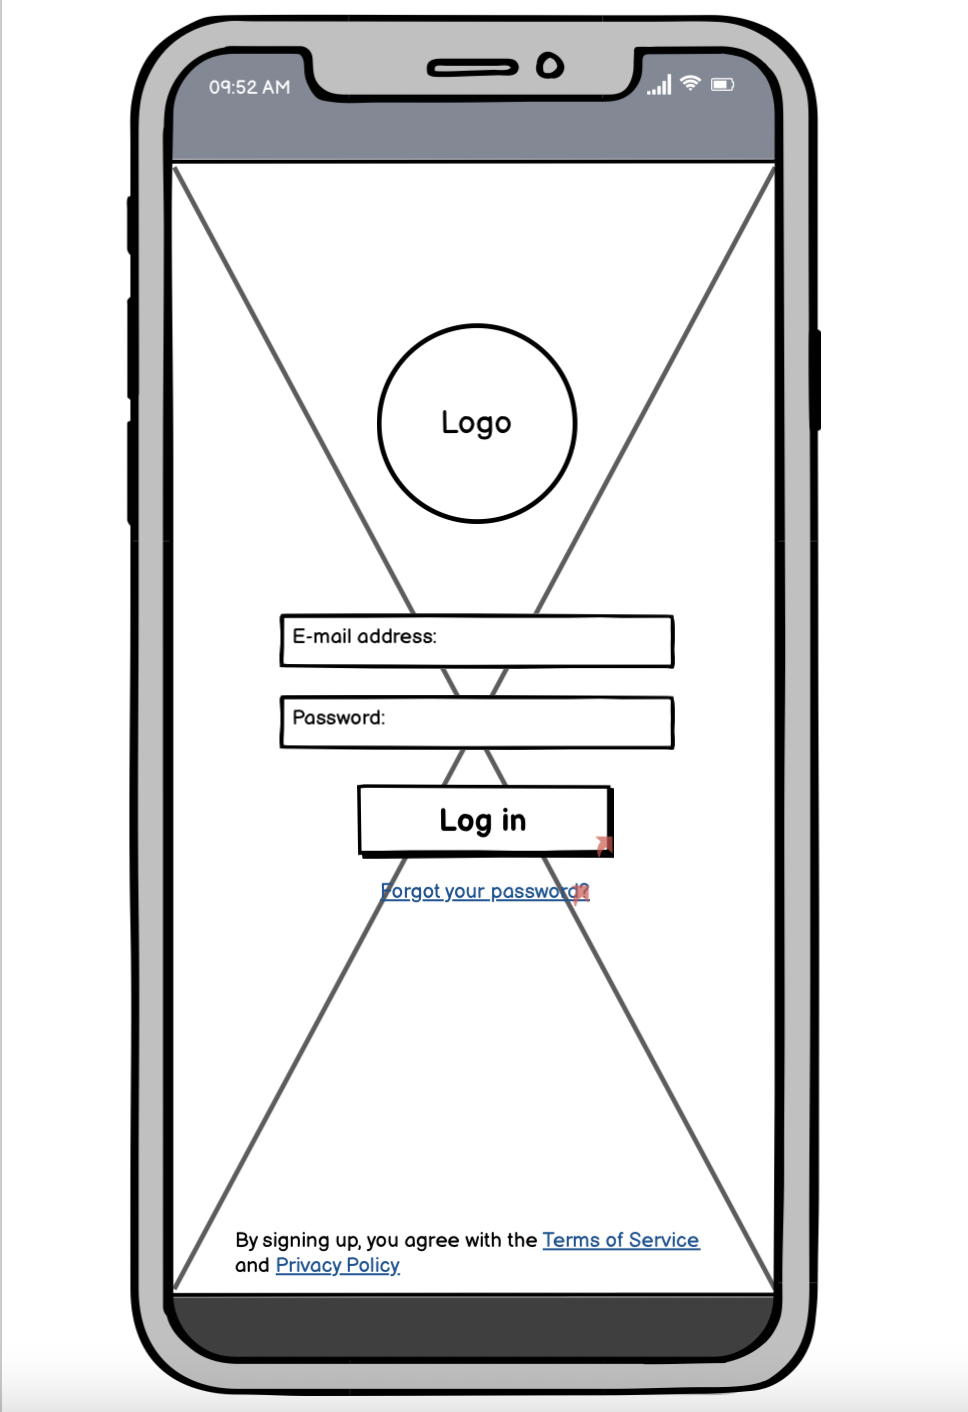 09:52 AM
Logo
E-mail address:
Password:
Log in
Forgot your password?
By signing up, you agree with the Terms of Service
and Privacy Policy